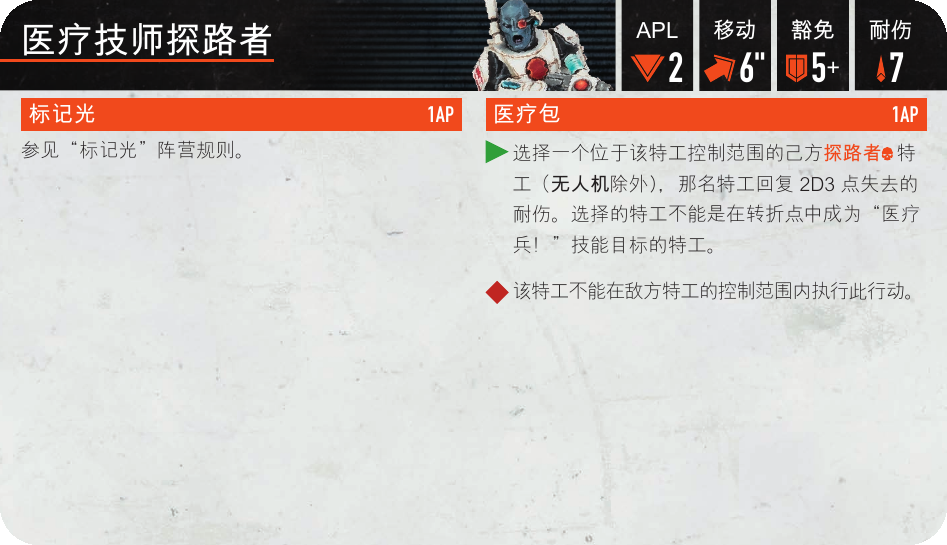 医疗技师探路者
APL
2
移动
6"
豁免
5+
耐伤
7
标记光 1AP
参见“标记光”阵营规则。
医疗包 1AP
选择一个位于该特工控制范围的己方探路者特
工（无人机除外），那名特工回复 2D3 点失去的
耐伤。选择的特工不能是在转折点中成为“医疗
兵！”技能目标的特工。
该特工不能在敌方特工的控制范围内执行此行动。